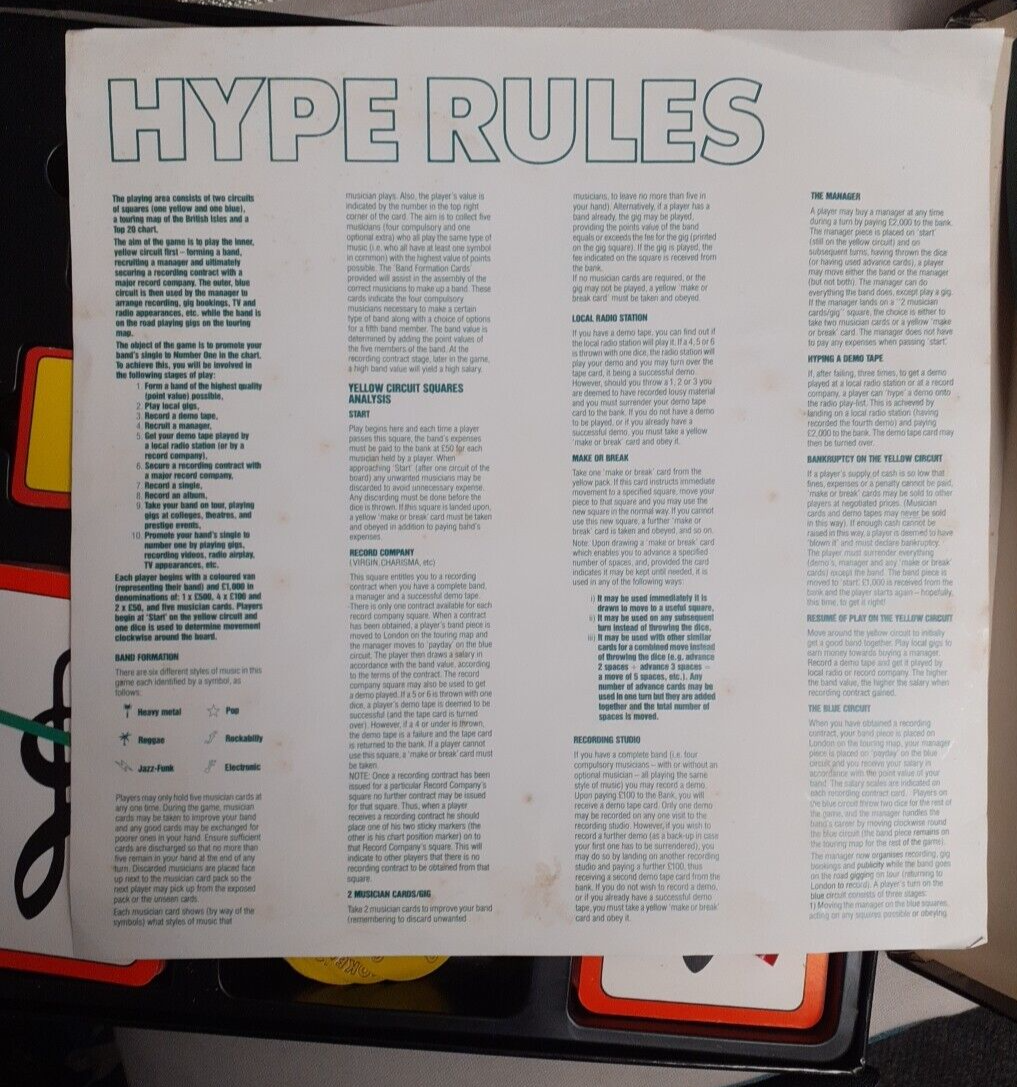 HYPE RULES
The playing area consists of two circuits
of squares (one yellow and one blue),
a touring map of the British Isles and a
Top 20 chart.
The aim of the game is to play the inner,
yellow circuit first – forming a band,
recruiting a manager and ultimately
securing a recording contract with a
major record company. The outer, blue
circuit is then used by the manager to
arrange recording, gig bookings, TV and
radio appearances, etc. while the band is
on the road playing gigs on the touring
map.
The object of the game is to promote your
band's single to Number One in the chart.
To achieve this, you will be involved in
the following stages of play:
1. Form a band of the highest quality
(point value) possible,
2. Play local gigs,
3. Record a demo tape,
4. Recruit a manager,
5. Get your demo tape played by
a local radio station (or by a
record company),
6. Secure a recording contract with
a major record company,
7. Record a single,
8. Record an album,
9. Take your band on tour, playing
gigs at colleges, theatres, and
prestige events,
10. Promote your band's single to
number one by playing gigs,
recording videos, radio airplay,
TV appearances, etc.
Each player begins with a coloured van
(representing their band) and £1,000 in
denominations of: 1 x £500, 4 x £100 and
2 x £50, and five musician cards. Players
begin at 'Start' on the yellow circuit and
one dice is used to determine movement
clockwise around the board.
BAND FORMATION
There are six different styles of music in this
game each identified by a symbol, as
follows:
Heavy metal Pop
Reggae Rockabilly
Jazz-Funk Electronic
Players may only hold five musician cards at
any one time. During the game, musician
cards may be taken to improve your band
and any good cards may be exchanged for
poorer ones in your hand. Ensure sufficient
cards are discharged so that no more than
five remain in your hand at the end of any
turn. Discarded musicians are placed face
up next to the musician card pack so the
next player may pick up from the exposed
pack or the unseen cards.
Each musician card shows (by way of the
symbols) what styles of music that
musician plays. Also, the player's value is
indicated by the number in the top right
corner of the card. The aim is to collect five
musicians (four compulsory and one
optional extra) who all play the same type of
music (i.e. who all have at least one symbol
in common) with the highest value of points
possible. The 'Band Formation Cards'
provided will assist in the assembly of the
correct musicians to make up a band. These
cards indicate the four compulsory
musicians necessary to make a certain
type of band along with a choice of options
for a fifth band member. The band value is
determined by adding the point values of
the five members of the band. At the
recording contract stage, later in the game,
a high band value will yield a high salary.
YELLOW CIRCUIT SQUARES
ANALYSIS
START
Play begins here and each time a player
passes this square, the band's expenses
must be paid to the bank at £50 for each
musician held by a player. When
approaching 'Start' (after one circuit of the
board) any unwanted musicians may be
discarded to avoid unnecessary expense.
Any discarding must be done before the
dice is thrown. If this square is landed upon,
a yellow 'make or break' card must be taken
and obeyed in addition to paying band's
expenses.
RECORD COMPANY
(VIRGIN, CHARISMA, etc)
This square entitles you to a recording
contract when you have a complete band,
a manager and a successful demo tape.
There is only one contract available for each
record company square. When a contract
has been obtained, a player's band piece is
moved to London on the touring map and
the manager moves to 'payday' on the blue
circuit. The player then draws a salary in
accordance with the band value, according
to the terms of the contract. The record
company square may also be used to get
a demo played. If a 5 or 6 is thrown with one
dice, a player's demo tape is deemed to be
successful (and the tape card is turned
over). However, if a 4 or under is thrown,
the demo tape is a failure and the tape card
is returned to the bank. If a player cannot
use this square, a 'make or break' card must
be taken.
NOTE: Once a recording contract has been
issued for a particular Record Company's
square no further contract may be issued
for that square. Thus, when a player
receives a recording contract he should
place one of his two sticky markers (the
other is his chart position marker) on to
that Record Company's square. This will
indicate to other players that there is no
recording contract to be obtained from that
square.
2 MUSICIAN CARDS/GIG
Take 2 musician cards to improve your band
(remembering to discard unwanted
musicians, to leave no more than five in
your hand). Alternatively, if a player has a
band already, the gig may be played,
providing the points value of the band
equals or exceeds the fee for the gig (printed
on the gig square). If the gig is played, the
fee indicated on the square is received from
the bank.
If no musician cards are required, or the
gig may not be played, a yellow 'make or
break card' must be taken and obeyed.
LOCAL RADIO STATION
If you have a demo tape, you can find out if
the local radio station will play it. If a 4, 5 or 6
is thrown with one dice, the radio station will
play your demo and you may turn over the
tape card, it being a successful demo.
However, should you throw a 1, 2 or 3 you
are deemed to have recorded lousy material
and you must surrender your demo tape
card to the bank. If you do not have a demo
to be played, or if you already have a
successful demo, you must take a yellow
'make or break' card and obey it.
MAKE OR BREAK
Take one 'make or break' card from the
yellow pack. If this card instructs immediate
movement to a specified square, move your
piece to that square and you may use the
new square in the normal way. If you cannot
use this new square, a further 'make or
break' card is taken and obeyed, and so on.
Note: Upon drawing a 'make or break' card
which enables you to advance a specified
number of spaces, and, provided the card
indicates it may be kept until needed, it is
used in any of the following ways:
i) It may be used immediately it is
drawn to move to a useful square,
ii) It may be used on any subsequent
turn instead of throwing the dice,
iii) It may be used with other similar
cards for a combined move instead
of throwing the dice (e.g. advance
2 spaces + advance 3 spaces –
a move of 5 spaces, etc.). Any
number of advance cards may be
used in one turn but they are added
together and the total number of
spaces is moved.
RECORDING STUDIO
If you have a complete band (i.e. four
compulsory musicians – with or without an
optional musician – all playing the same
style of music) you may record a demo.
Upon paying £100 to the Bank, you will
receive a demo tape card. Only one demo
may be recorded on any one visit to the
recording studio. However, if you wish to
record a further demo (as a back-up in case
your first one has to be surrendered), you
may do so by landing on another recording
studio and paying a further £100, thus
receiving a second demo tape card from the
bank. If you do not wish to record a demo,
or if you already have a successful demo
tape, you must take a yellow 'make or break'
card and obey it.
THE MANAGER
A player may buy a manager at any time
during a turn by paying £2,000 to the bank.
The manager piece is placed on 'start'
(still on the yellow circuit) and on
subsequent turns, having thrown the dice
(or having used advance cards), a player
may move either the band or the manager
(but not both). The manager can do
everything the band does, except play a gig.
If the manager lands on a "2 musician
cards/gig" square, the choice is either to
take two musician cards or a yellow 'make
or break' card. The manager does not have
to pay any expenses when passing 'start'.
HYPING A DEMO TAPE
If, after failing, three times, to get a demo
played at a local radio station or at a record
company, a player can 'hype' a demo onto
the radio play-list. This is achieved by
landing on a local radio station (having
recorded the fourth demo) and paying
£2,000 to the bank. The demo tape card may
then be turned over.
BANKRUPTCY ON THE YELLOW CIRCUIT
If a player's supply of cash is so low that
fines, expenses or a penalty cannot be paid,
'make or break' cards may be sold to other
players at negotiated prices. (Musician
cards and demo tapes may never be sold
in this way). If enough cash cannot be
raised in this way, a player is deemed to have
'blown it' and must declare bankruptcy.
The player must surrender everything
(demo's, manager and any 'make or break'
cards) except the band. The band piece is
moved to 'start'. £1,000 is received from the
bank and the player starts again – hopefully,
this time, to get it right!
RESUME OF PLAY ON THE YELLOW CIRCUIT
Move around the yellow circuit to initially
get a good band together. Play local gigs to
earn money towards buying a manager.
Record a demo tape and get it played by
local radio or record company. The higher
the band value, the higher the salary when
recording contract gained.
THE BLUE CIRCUIT
When you have obtained a recording
contract, your band piece is placed on
London on the touring map, your manager
piece is placed on 'payday' on the blue
circuit and you receive your salary in
accordance with the point value of your
band. The salary scales are indicated on
each recording contract card. Players on
the blue circuit throw two dice for the rest of
the game, and the manager handles the
band's career by moving clockwise round
the blue circuit (the band piece remains on
the touring map for the rest of the game).
The manager now organises recording, gig
bookings and publicity while the band goes
on the road gigging on tour (returning to
London to record). A player's turn on the
blue circuit consists of three stages:
1) Moving the manager on the blue squares,
acting on any squares possible or obeying